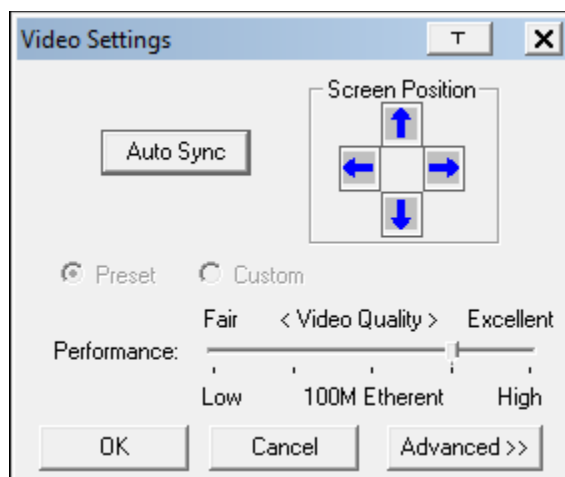 Video Settings T X
Screen Position
Auto Sync
Preset Custom
Fair < Video Quality > Excellent
Performance:
Low 100M Etherent High
OK Cancel Advanced >>